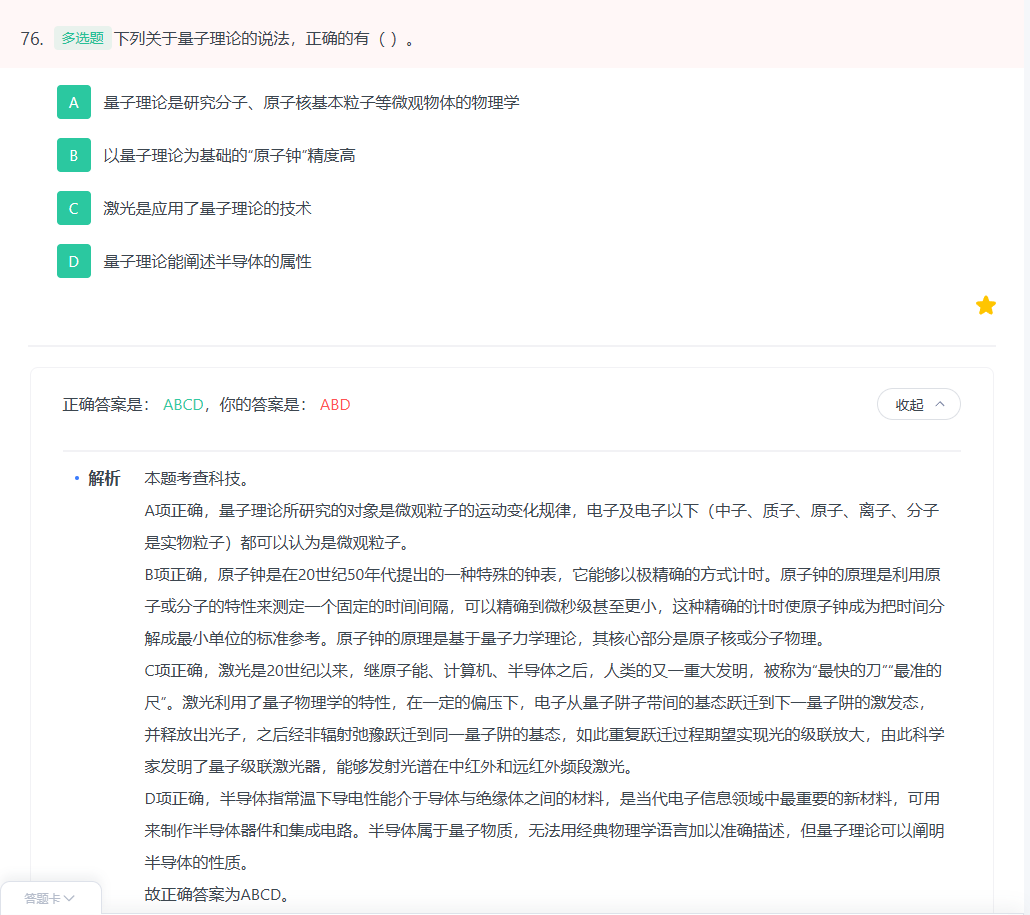 76. 多选题 下列关于量子理论的说法，正确的有（ ）。
A 量子理论是研究分子、原子核基本粒子等微观物体的物理学
B 以量子理论为基础的“原子钟”精度高
C 激光是应用了量子理论的技术
D 量子理论能阐述半导体的属性
正确答案是： ABCD，你的答案是： ABD
收起
解析 本题考查科技。
A项正确，量子理论所研究的对象是微观粒子的运动变化规律，电子及电子以下（中子、质子、原子、离子、分子
是实物粒子）都可以认为是微观粒子。
B项正确，原子钟是在20世纪50年代提出的一种特殊的钟表，它能够以极精确的方式计时。原子钟的原理是利用原
子或分子的特性来测定一个固定的时间间隔，可以精确到微秒级甚至更小，这种精确的计时使原子钟成为把时间分
解成最小单位的标准参考。原子钟的原理是基于量子力学理论，其核心部分是原子核或分子物理。
C项正确，激光是20世纪以来，继原子能、计算机、半导体之后，人类的又一重大发明，被称为“最快的刀”“最准的
尺”。激光利用了量子物理学的特性，在一定的偏压下，电子从量子阱子带间的基态跃迁到下一量子阱的激发态，
并释放出光子，之后经非辐射弛豫跃迁到同一量子阱的基态，如此重复跃迁过程期望实现光的级联放大，由此科学
家发明了量子级联激光器，能够发射光谱在中红外和远红外频段激光。
D项正确，半导体指常温下导电性能介于导体与绝缘体之间的材料，是当代电子信息领域中最重要的新材料，可用
来制作半导体器件和集成电路。半导体属于量子物质，无法用经典物理学语言加以准确描述，但量子理论可以阐明
半导体的性质。
故正确答案为ABCD。
答题卡